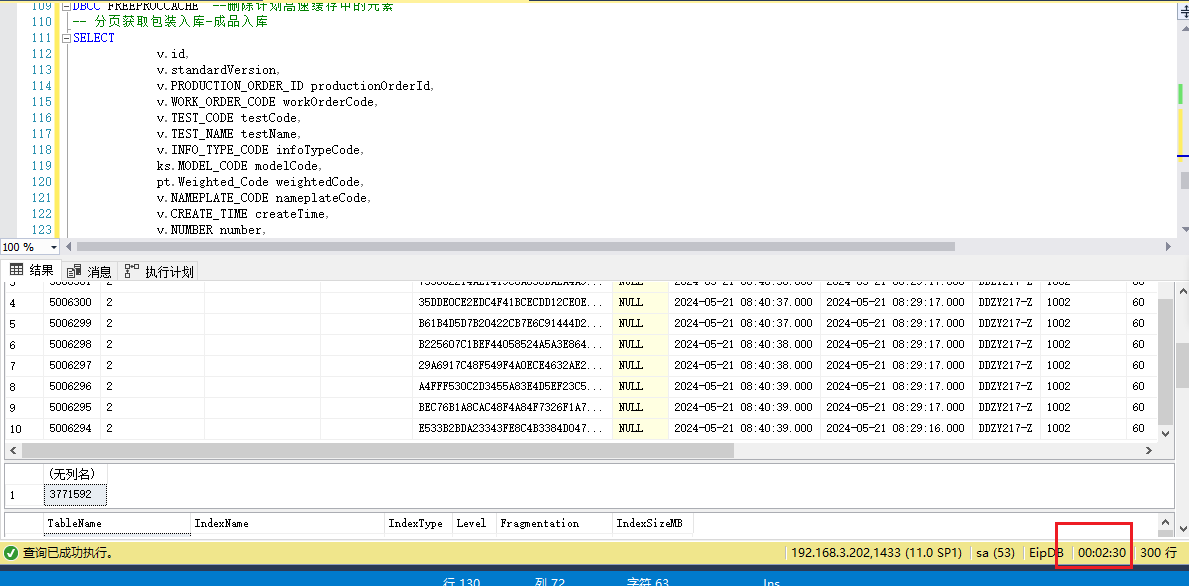 109 DBCC FREEPROCCACHE --删除计划高速缓存中的元素
110 -- 分页获取包装入库-成品入库
111 SELECT
112 v.id,
113 v.standardVersion,
114 v.PRODUCTION_ORDER_ID productionOrderId,
115 v.WORK_ORDER_CODE workOrderCode,
116 v.TEST_CODE testCode,
117 v.TEST_NAME testName,
118 v.INFO_TYPE_CODE infoTypeCode,
119 ks.MODEL_CODE modelCode,
120 pt.Weighted_Code weightedCode,
121 v.NAMEPLATE_CODE nameplateCode,
122 v.CREATE_TIME createTime,
123 v.NUMBER number,
100 %
结果 消息 执行计划
4 5006300 2 35DDE0CE2EDC4F41BCECDD12CE0E... NULL 2024-05-21 08:40:37.000 2024-05-21 08:29:17.000 DDZY217-Z 1002 60
5 5006299 2 B61B4D5D7B20422CB7E6C91444D2... NULL 2024-05-21 08:40:37.000 2024-05-21 08:29:17.000 DDZY217-Z 1002 60
6 5006298 2 B225607C1BEF44058524A5A3E864... NULL 2024-05-21 08:40:38.000 2024-05-21 08:29:17.000 DDZY217-Z 1002 60
7 5006297 2 29A6917C48F549F4A0ECE4632AE2... NULL 2024-05-21 08:40:38.000 2024-05-21 08:29:17.000 DDZY217-Z 1002 60
8 5006296 2 A4FFF530C2D3455A83E4D5EF23C5... NULL 2024-05-21 08:40:39.000 2024-05-21 08:29:17.000 DDZY217-Z 1002 60
9 5006295 2 BEC76B1A8CAC48F4A84F7326F1A7... NULL 2024-05-21 08:40:39.000 2024-05-21 08:29:17.000 DDZY217-Z 1002 60
10 5006294 2 E533B2BDA23343FE8C4B3384D047... NULL 2024-05-21 08:40:39.000 2024-05-21 08:29:16.000 DDZY217-Z 1002 60
(无列名)
1 3771592
TableName IndexName IndexType Level Fragmentation IndexSizeMB
查询已成功执行。 192.168.3.202,1433 (11.0 SP1) sa (53) EipDB 00:02:30 300 行
行 130 列 72 字符 63 Ins